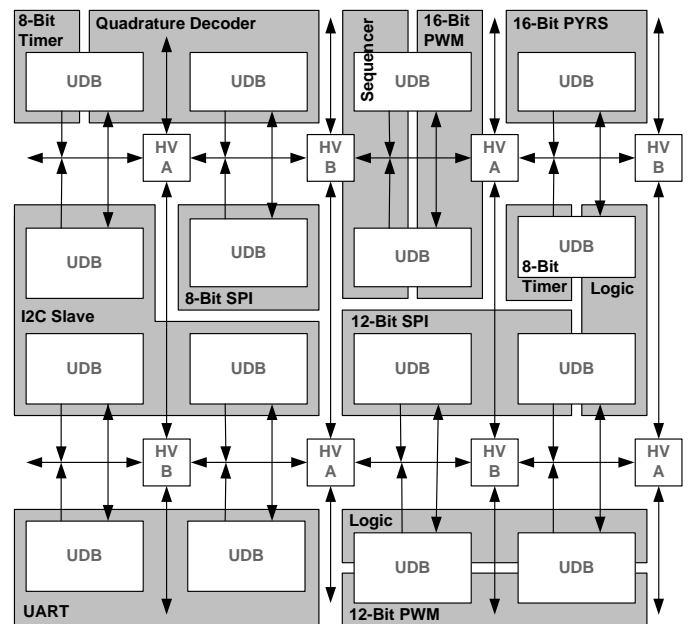 8-Bit
Timer
Quadrature Decoder
Sequencer
16-Bit
PWM
16-Bit PYRS
UDB
UDB
UDB
UDB
HV
A
HV
B
HV
A
HV
B
UDB
UDB
UDB
UDB
8-Bit SPI
8-Bit
Timer
Logic
I2C Slave
12-Bit SPI
UDB
UDB
UDB
UDB
HV
B
HV
A
HV
B
HV
A
Logic
UDB
UDB
UDB
UDB
UART
12-Bit PWM